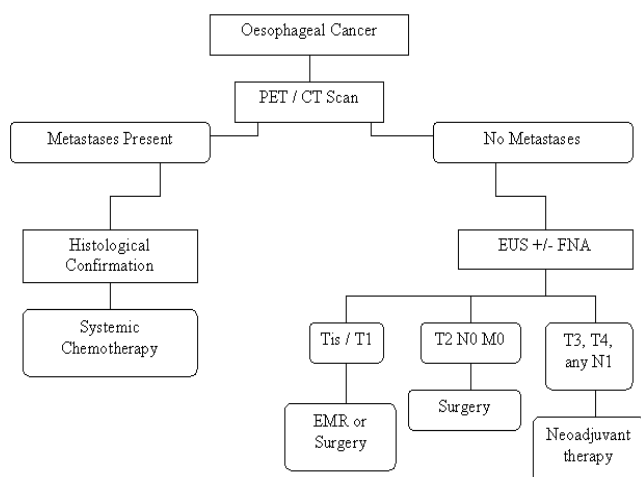 Oesophageal Cancer
PET / CT Scan
Metastases Present
No Metastases
Histological
Confirmation
EUS +/- FNA
Systemic
Chemotherapy
Tis / T1
T2 N0 M0
T3, T4,
any N1
EMR or
Surgery
Surgery
Neoadjuvant
therapy